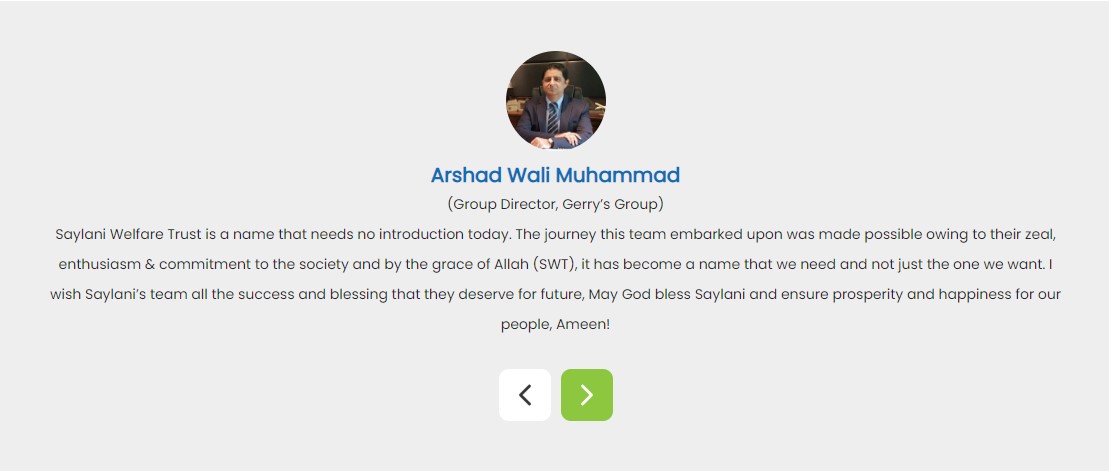 Arshad Wali Muhammad
(Group Director, Gerry’s Group)
Saylani Welfare Trust is a name that needs no introduction today. The journey this team embarked upon was made possible owing to their zeal,
enthusiasm & commitment to the society and by the grace of Allah (SWT), it has become a name that we need and not just the one we want. I
wish Saylani’s team all the success and blessing that they deserve for future, May God bless Saylani and ensure prosperity and happiness for our
people, Ameen!